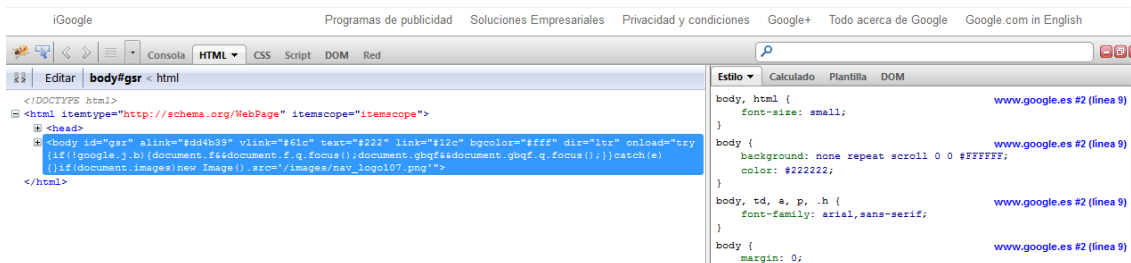 iGoogle Programas de publicidad Soluciones Empresariales Privacidad y condiciones Google+ Todo acerca de Google Google.com in English
Consola HTML CSS Script DOM Red
Editar body#gsr < html
<!DOCTYPE html>
<html itemtype="http://schema.org/WebPage" itemscope="itemscope">
<head>
<body id="gsr" alink="#dd4b39" vlink="#61c" text="#222" link="#12c" bgcolor="#fff" dir="ltr" onload="try
{if(!google.j.b){document.f&&document.f.q.focus();document.gbqf&&document.gbqf.q.focus();}}catch(e)
{}if(document.images)new Image().src='/images/nav_logo107.png'">
</html>
Estilo Calculado Plantilla DOM
body, html { www.google.es #2 (línea 9)
font-size: small;
}
body { www.google.es #2 (línea 9)
background: none repeat scroll 0 0 #FFFFFF;
color: #222222;
}
body, td, a, p, .h { www.google.es #2 (línea 9)
font-family: arial,sans-serif;
}
body { www.google.es #2 (línea 9)
margin: 0;